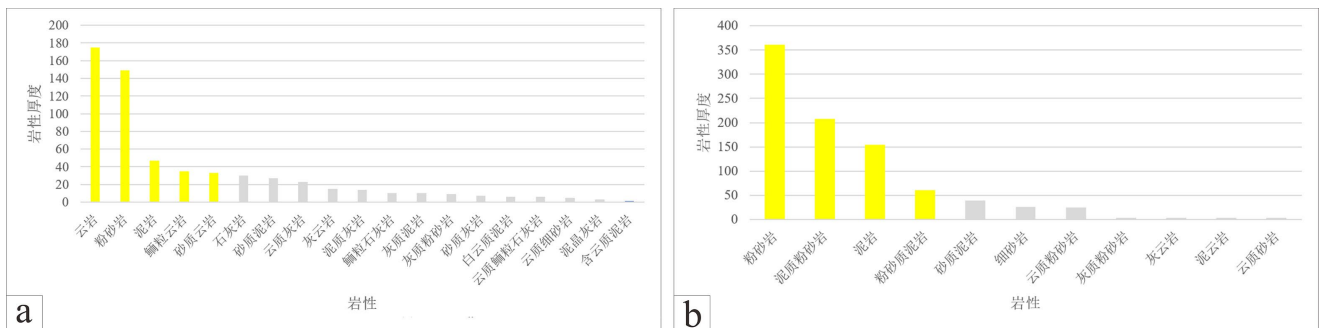 200
180
160
140
120
100
80
60
40
20
0
岩性厚度
云岩
粉砂岩
泥岩
鲕粒云岩
砂质云岩
石灰岩
砂质泥岩
云质灰岩
灰云岩
泥质灰岩
鲕粒石灰岩
灰质泥岩
灰质粉砂岩
砂质灰岩
白云质泥岩
云质鲕粒石灰岩
云质细砂岩
泥晶灰岩
含云质泥岩
岩性
a
400
350
300
250
200
150
100
50
0
岩性厚度
粉砂岩
泥质粉砂岩
泥岩
粉砂质泥岩
砂质泥岩
细砂岩
云质粉砂岩
灰质粉砂岩
灰云岩
泥云岩
云质砂岩
岩性
b